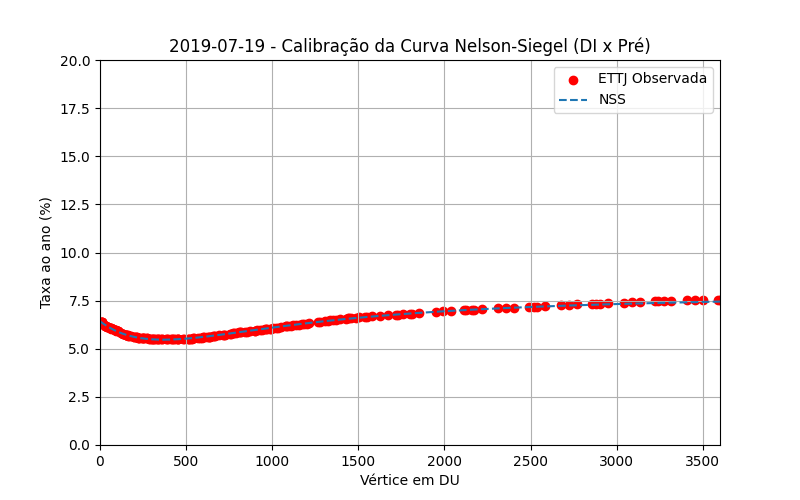 2019-07-19 - Calibração da Curva Nelson-Siegel (DI x Pré)
ETTJ Observada
NSS
Taxa ao ano (%)
20.0
17.5
15.0
12.5
10.0
7.5
5.0
2.5
0.0
0 500 1000 1500 2000 2500 3000 3500
Vértice em DU